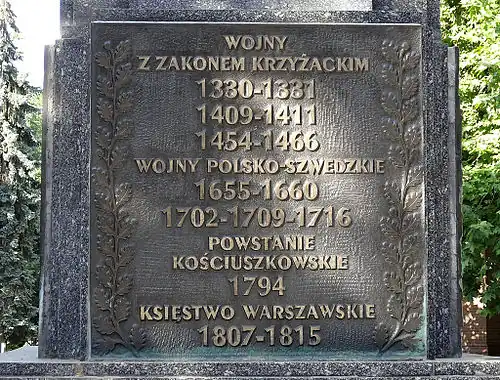 WOJNY
Z ZAKONEM KRZYŻACKIM
1330-1331
1409-1411
1454-1466
WOJNY POLSKO-SZWEDZKIE
1655-1660
1702-1709-1716
POWSTANIE
KOŚCIUSZKOWSKIE
1794
KSIĘSTWO WARSZAWSKIE
1807-1815